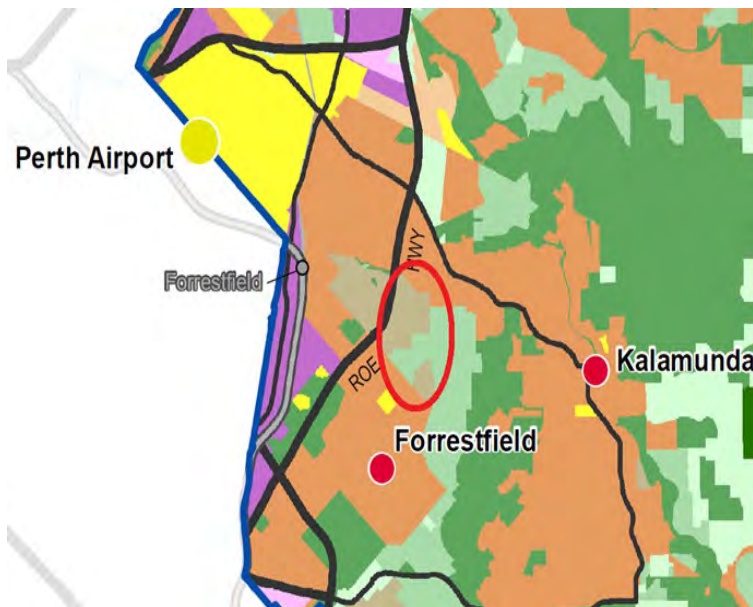 Perth Airport
HWY
Forrestfield
ROE
Kalamunda
Forrestfield